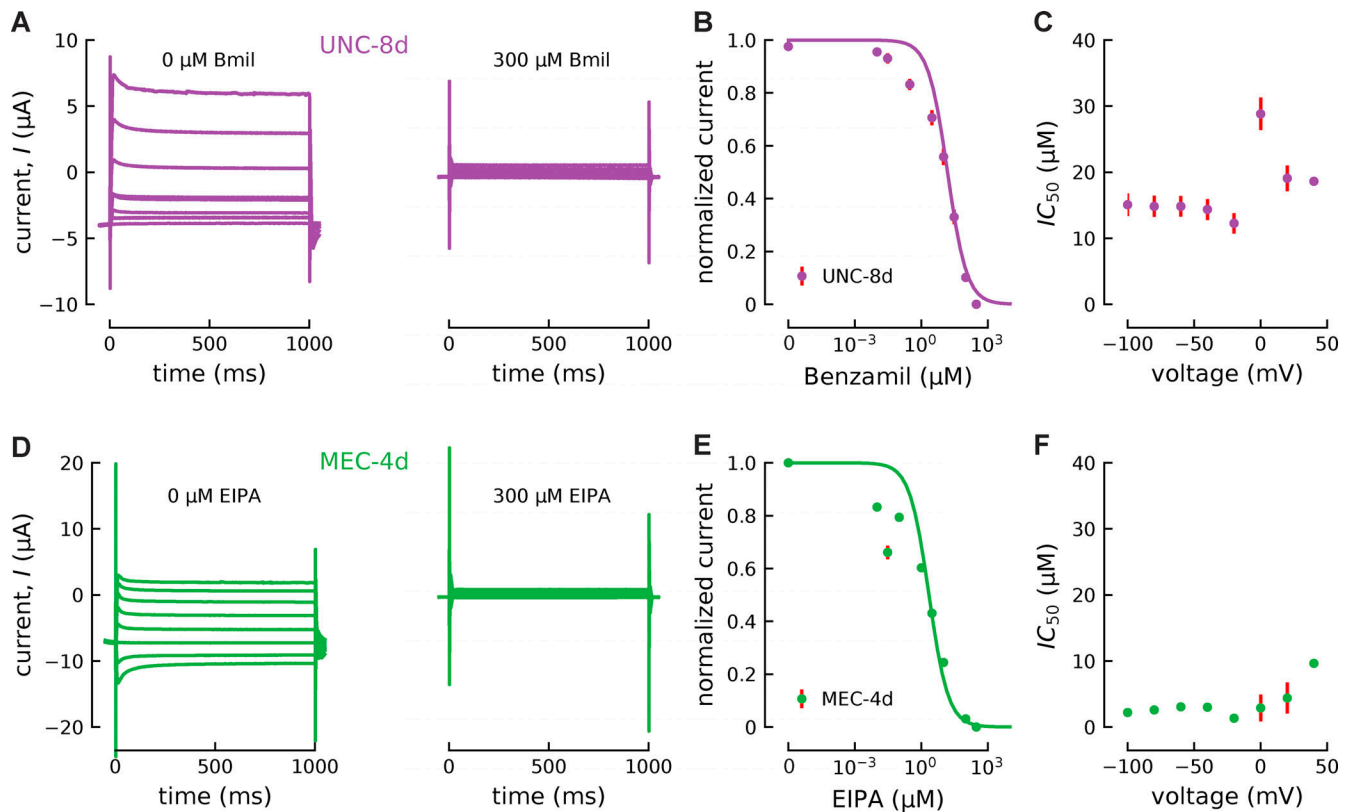 A
UNC-8d
0 µM Bmil
300 µM Bmil
current, I (µA)
10
5
0
−5
−10
0
500
1000
time (ms)
0
500
1000
time (ms)
B
normalized current
1.0
0.8
0.6
0.4
0.2
0
UNC-8d
0
10⁻³
10⁰
10³
Benzamil (µM)
C
IC₅₀ (µM)
40
30
20
10
0
−100
−50
0
50
voltage (mV)
D
MEC-4d
0 µM EIPA
300 µM EIPA
current, I (µA)
20
10
0
−10
−20
0
500
1000
time (ms)
0
500
1000
time (ms)
E
normalized current
1.0
0.8
0.6
0.4
0.2
0
MEC-4d
0
10⁻³
10⁰
10³
EIPA (µM)
F
IC₅₀ (µM)
40
30
20
10
0
−100
−50
0
50
voltage (mV)